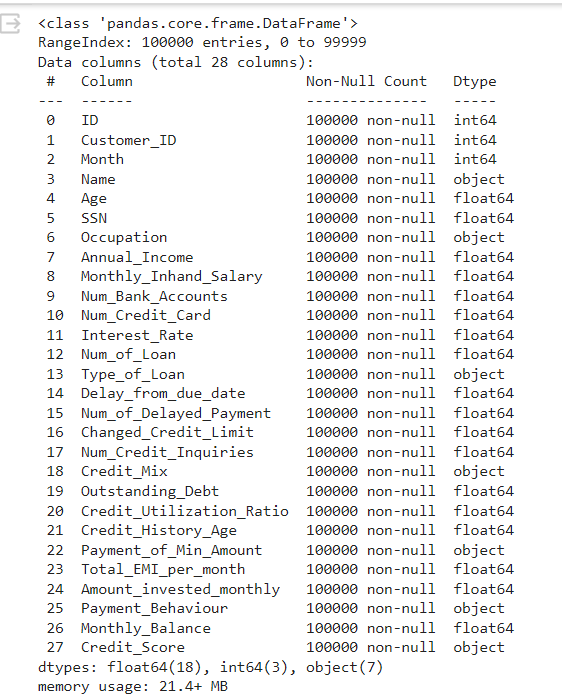 <class 'pandas.core.frame.DataFrame'>
RangeIndex: 100000 entries, 0 to 99999
Data columns (total 28 columns):
 #   Column                    Non-Null Count   Dtype
---  ------                    --------------   -----
 0   ID                        100000 non-null  int64
 1   Customer_ID               100000 non-null  int64
 2   Month                     100000 non-null  int64
 3   Name                      100000 non-null  object
 4   Age                       100000 non-null  float64
 5   SSN                       100000 non-null  float64
 6   Occupation                100000 non-null  object
 7   Annual_Income             100000 non-null  float64
 8   Monthly_Inhand_Salary     100000 non-null  float64
 9   Num_Bank_Accounts         100000 non-null  float64
 10  Num_Credit_Card           100000 non-null  float64
 11  Interest_Rate             100000 non-null  float64
 12  Num_of_Loan               100000 non-null  float64
 13  Type_of_Loan              100000 non-null  object
 14  Delay_from_due_date       100000 non-null  float64
 15  Num_of_Delayed_Payment    100000 non-null  float64
 16  Changed_Credit_Limit      100000 non-null  float64
 17  Num_Credit_Inquiries      100000 non-null  float64
 18  Credit_Mix                100000 non-null  object
 19  Outstanding_Debt          100000 non-null  float64
 20  Credit_Utilization_Ratio  100000 non-null  float64
 21  Credit_History_Age        100000 non-null  float64
 22  Payment_of_Min_Amount     100000 non-null  object
 23  Total_EMI_per_month       100000 non-null  float64
 24  Amount_invested_monthly   100000 non-null  float64
 25  Payment_Behaviour         100000 non-null  object
 26  Monthly_Balance           100000 non-null  float64
 27  Credit_Score              100000 non-null  object
dtypes: float64(18), int64(3), object(7)
memory usage: 21.4+ MB